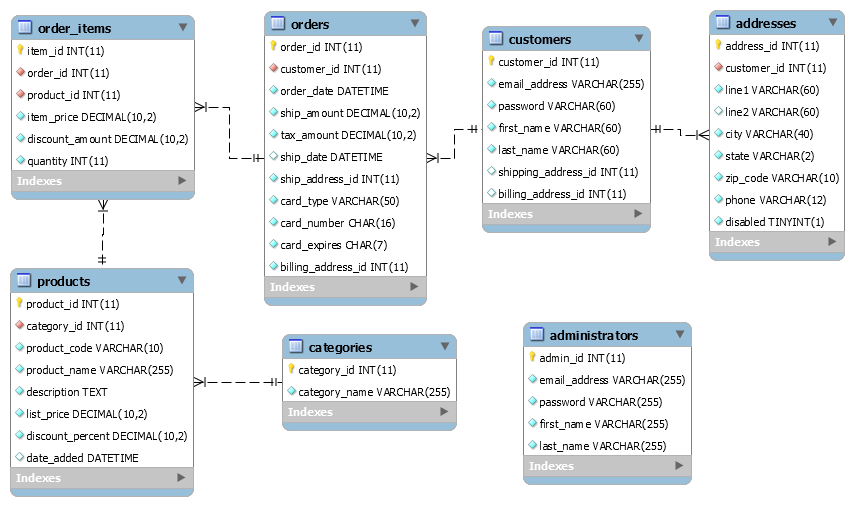 order_items
item_id INT(11)
order_id INT(11)
product_id INT(11)
item_price DECIMAL(10,2)
discount_amount DECIMAL(10,2)
quantity INT(11)
Indexes
orders
order_id INT(11)
customer_id INT(11)
order_date DATETIME
ship_amount DECIMAL(10,2)
tax_amount DECIMAL(10,2)
ship_date DATETIME
ship_address_id INT(11)
card_type VARCHAR(50)
card_number CHAR(16)
card_expires CHAR(7)
billing_address_id INT(11)
Indexes
customers
customer_id INT(11)
email_address VARCHAR(255)
password VARCHAR(60)
first_name VARCHAR(60)
last_name VARCHAR(60)
shipping_address_id INT(11)
billing_address_id INT(11)
Indexes
addresses
address_id INT(11)
customer_id INT(11)
line1 VARCHAR(60)
line2 VARCHAR(60)
city VARCHAR(40)
state VARCHAR(2)
zip_code VARCHAR(10)
phone VARCHAR(12)
disabled TINYINT(1)
Indexes
products
product_id INT(11)
category_id INT(11)
product_code VARCHAR(10)
product_name VARCHAR(255)
description TEXT
list_price DECIMAL(10,2)
discount_percent DECIMAL(10,2)
date_added DATETIME
Indexes
categories
category_id INT(11)
category_name VARCHAR(255)
Indexes
administrators
admin_id INT(11)
email_address VARCHAR(255)
password VARCHAR(255)
first_name VARCHAR(255)
last_name VARCHAR(255)
Indexes